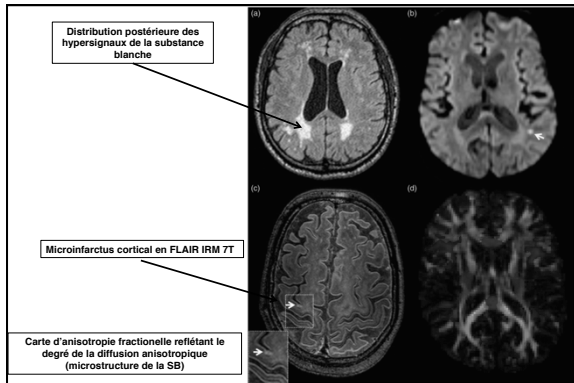 Distribution postérieure des
hypersignaux de la substance
blanche
(a)
(b)
Microinfarctus cortical en FLAIR IRM 7T
(c)
(d)
Carte d'anisotropie fractionelle reflétant le
degré de la diffusion anisotropique
(microstructure de la SB)